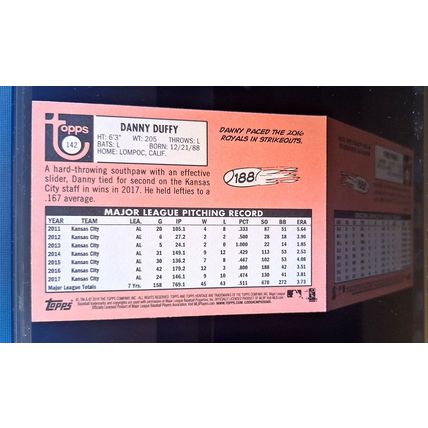 topps
142
DANNY DUFFY
HT: 6'3" WT: 205 THROWS: L
BATS: L BORN: 12/21/88
HOME: LOMPOC, CALIF.
DANNY PACED THE 2016
ROYALS IN STRIKEOUTS.
188
A hard-throwing southpaw with an effective
slider, Danny tied for second on the Kansas
City staff in wins in 2017. He held lefties to a
.167 average.
MAJOR LEAGUE PITCHING RECORD
YEAR TEAM LEA. G IP W L PCT SO BB ERA
2011 Kansas City AL 20 105.1 4 8 .333 87 51 5.64
2012 Kansas City AL 6 27.2 2 2 .500 28 18 3.90
2013 Kansas City AL 5 24.1 2 0 1.000 22 14 1.85
2014 Kansas City AL 31 149.1 9 12 .429 113 53 2.53
2015 Kansas City AL 30 136.2 7 8 .467 102 53 4.08
2016 Kansas City AL 42 179.2 12 3 .800 188 42 3.51
2017 Kansas City AL 24 146.1 9 10 .474 130 41 3.81
Major League Totals 7 Yrs. 158 769.1 45 43 .511 670 272 3.73
Topps